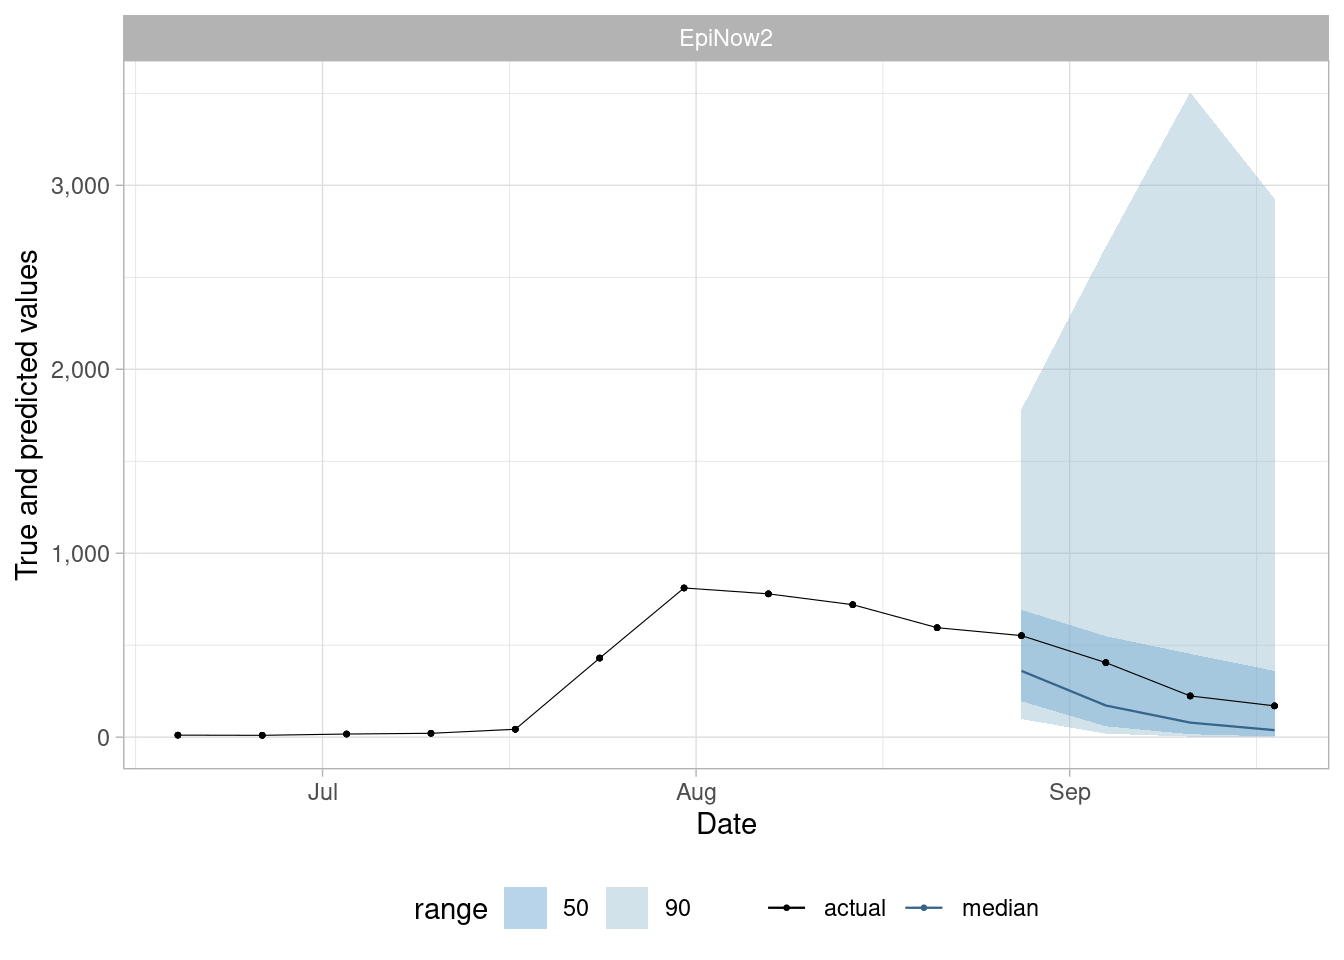 EpiNow2
True and predicted values
3,000
2,000
1,000
0
Jul Aug Sep
Date
range 50 90 actual median